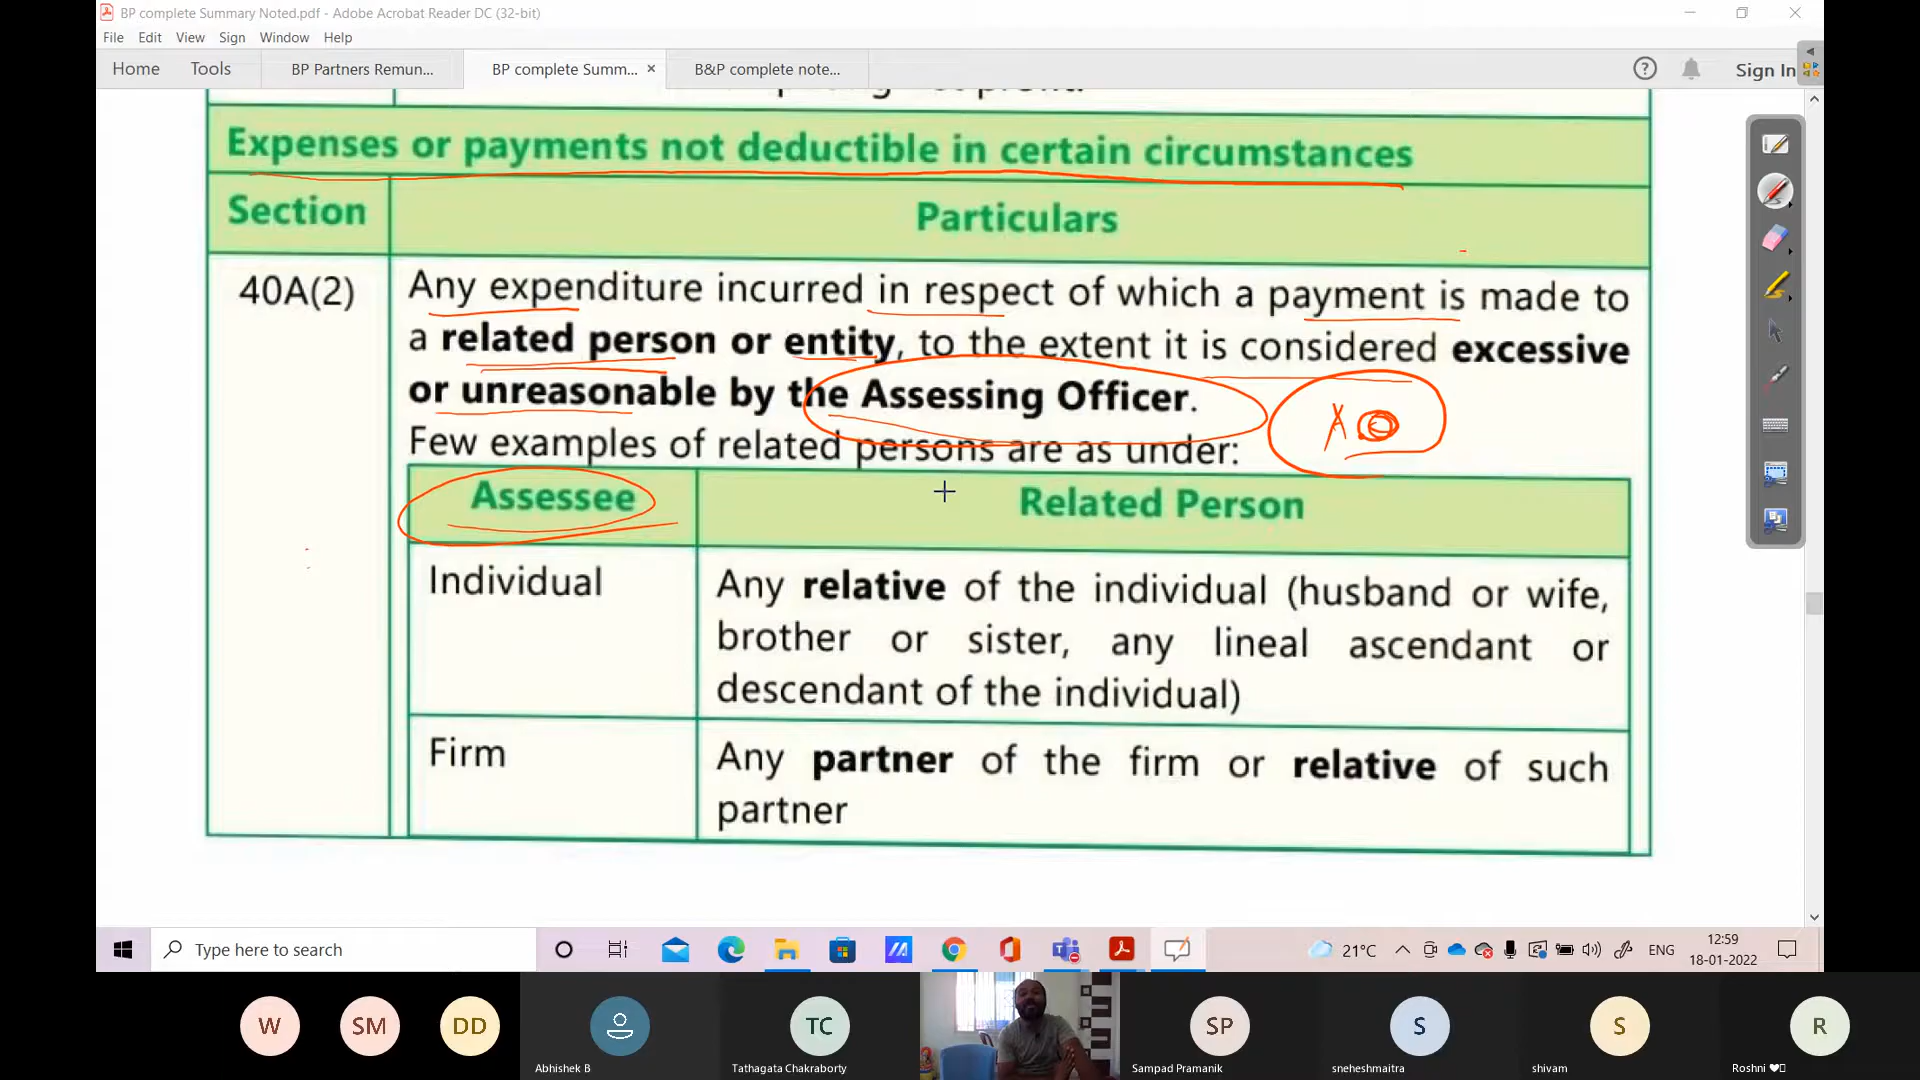 BP complete Summary Noted.pdf - Adobe Acrobat Reader DC (32-bit)
File Edit View Sign Window Help
Home Tools BP Partners Remun... BP complete Summ... × B&P complete note... Sign In
Expenses or payments not deductible in certain circumstances
Section Particulars
40A(2) Any expenditure incurred in respect of which a payment is made to
a related person or entity, to the extent it is considered excessive
or unreasonable by the Assessing Officer.
AO
Few examples of related persons are as under:
Assessee Related Person
Individual Any relative of the individual (husband or wife,
brother or sister, any lineal ascendant or
descendant of the individual)
Firm Any partner of the firm or relative of such
partner
Type here to search 21°C ENG 12:59
18-01-2022
W SM DD TC SP S S R
Abhishek B Tathagata Chakraborty Sampad Pramanik sneheshmaitra shivam Roshni ❤